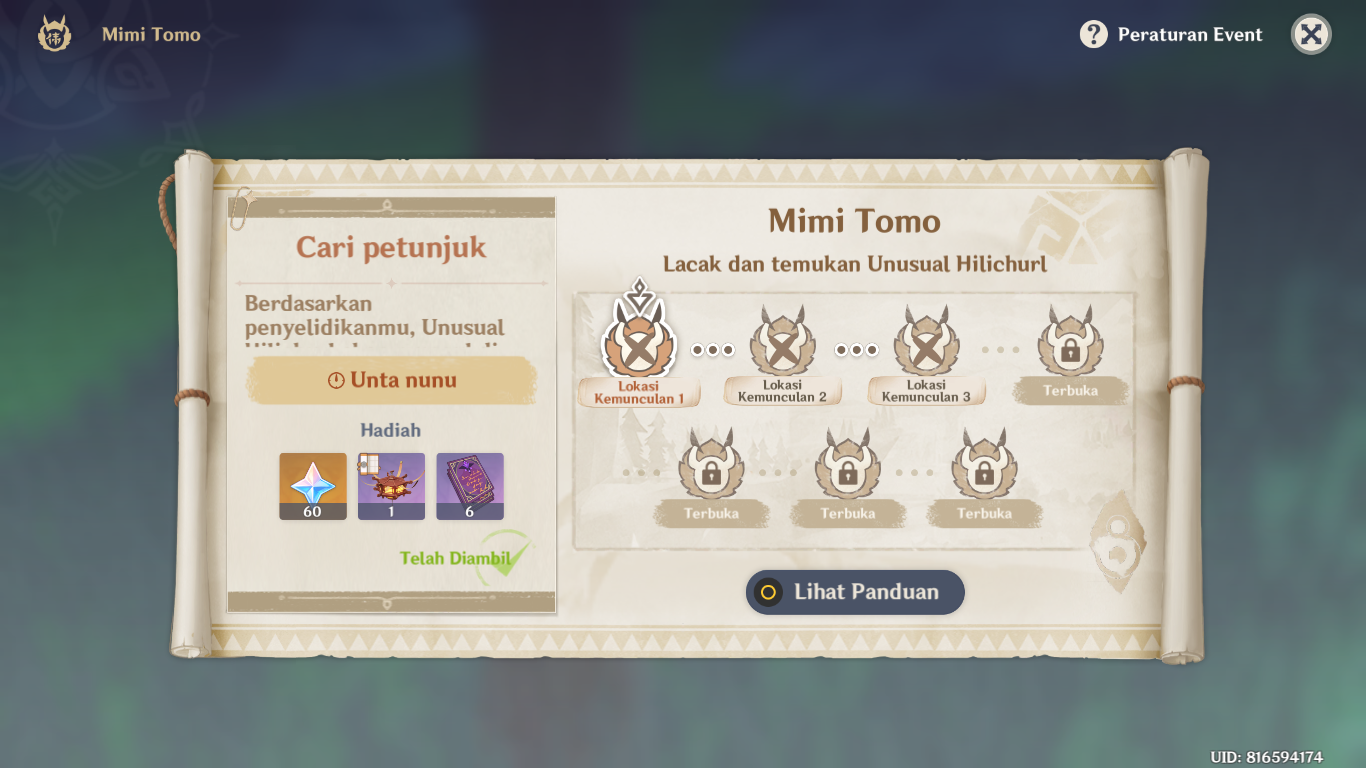 Mimi Tomo
Peraturan Event
Cari petunjuk
Berdasarkan
penyelidikanmu, Unusual
Unta nunu
Hadiah
60
1
6
Telah Diambil
Mimi Tomo
Lacak dan temukan Unusual Hilichurl
Lokasi
Kemunculan 1
Lokasi
Kemunculan 2
Lokasi
Kemunculan 3
Terbuka
Terbuka
Terbuka
Terbuka
Lihat Panduan
UID: 816594174